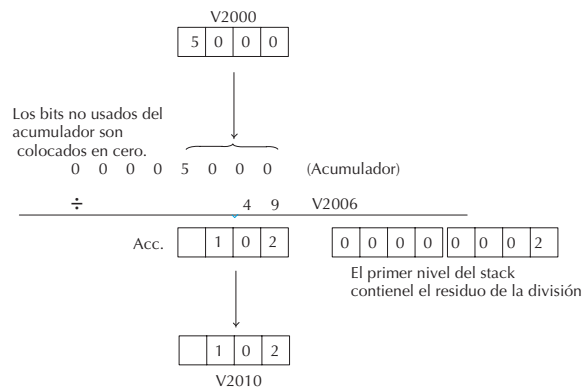 V2000
5 0 0 0
Los bits no usados del
acumulador son
colocados en cero.
0 0 0 0 5 0 0 0 (Acumulador)
÷ 4 9 V2006
Acc. 1 0 2 0 0 0 0 0 0 0 2
El primer nivel del stack
contienel el residuo de la división
1 0 2
V2010